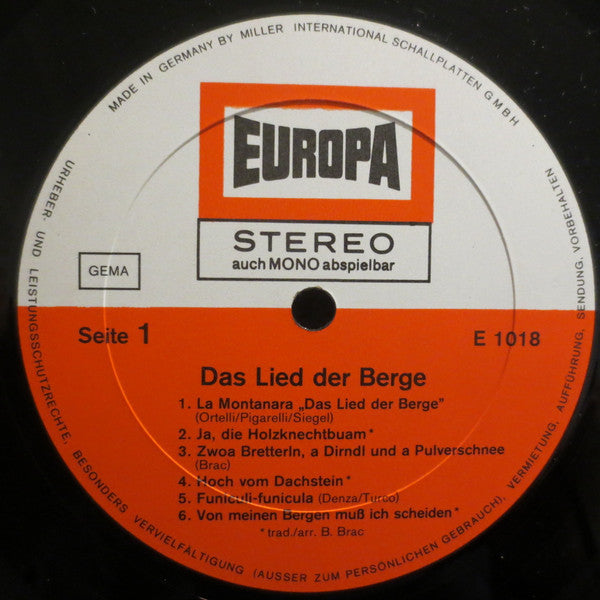 MADE IN GERMANY BY MILLER INTERNATIONAL SCHALLPLATTEN GMBH
EUROPA
STEREO
auch MONO abspielbar
GEMA
Seite 1
E 1018
Das Lied der Berge
1. La Montanara „Das Lied der Berge"
(Ortelli/Pigarelli/Siegel)
2. Ja, die Holzknechtbuam*
3. Zwoa Bretterln, a Dirndl und a Pulverschnee
(Brac)
4. Hoch vom Dachstein*
5. Funiculi-funicula (Denza/Turco)
6. Von meinen Bergen muß ich scheiden*
*trad./arr. B. Brac
URHEBER- UND LEISTUNGSSCHUTZRECHTE, BESONDERS VERVIELFÄLTIGUNG (AUSSER ZUM PERSÖNLICHEN GEBRAUCH), VERMIETUNG, AUFFÜHRUNG, SENDUNG, VORBEHALTEN